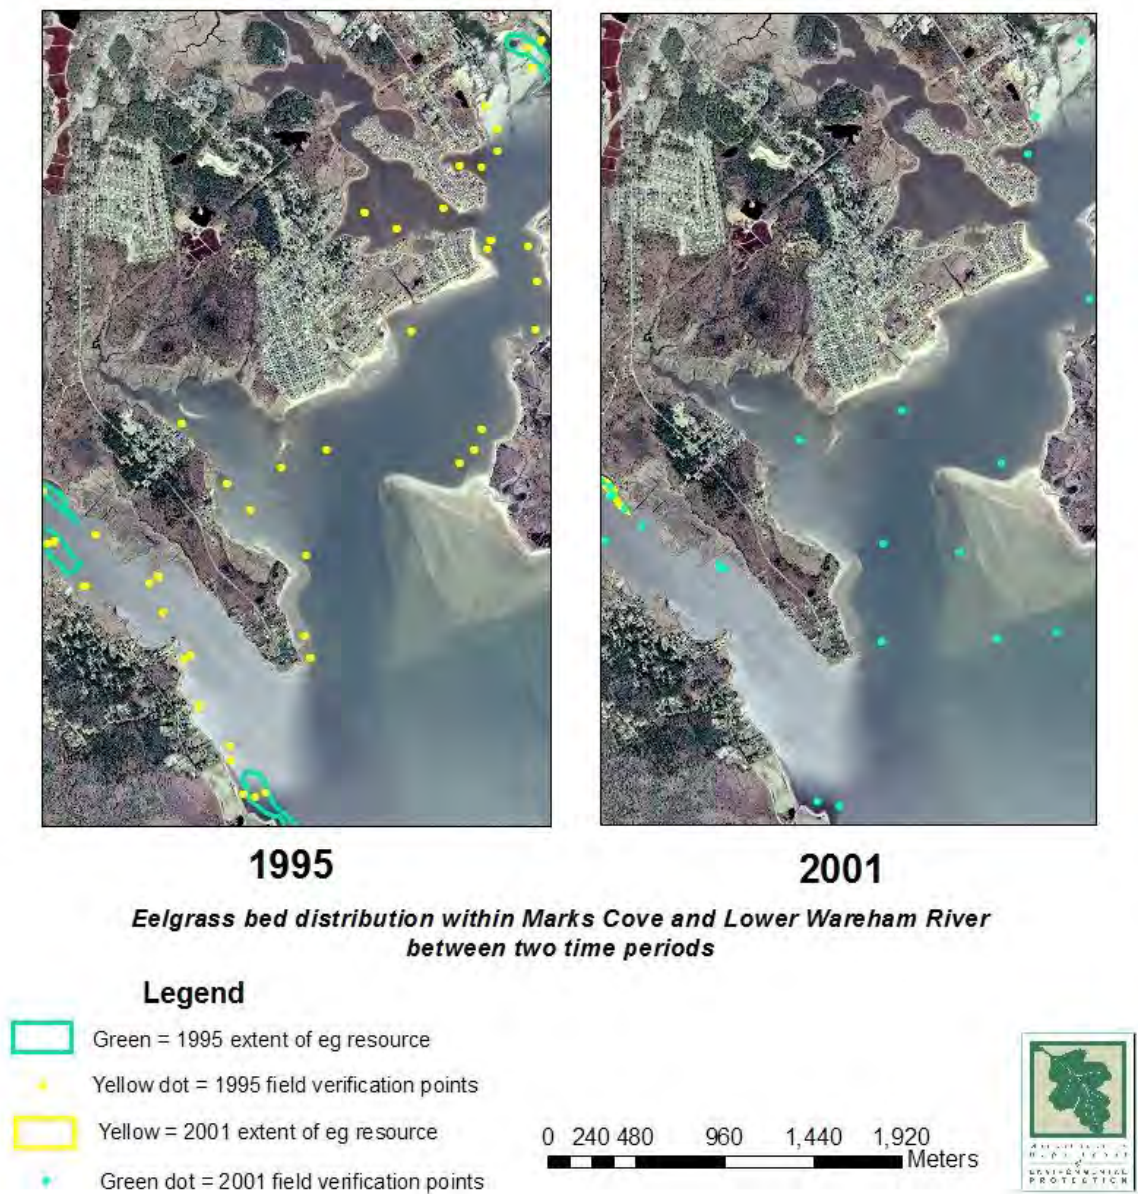 1995
2001
Eelgrass bed distribution within Marks Cove and Lower Wareham River
between two time periods
Legend
Green = 1995 extent of eg resource
Yellow dot = 1995 field verification points
Yellow = 2001 extent of eg resource
Green dot = 2001 field verification points
0 240 480 960 1,440 1,920
Meters
ENVIRONMENTAL
PROTECTION